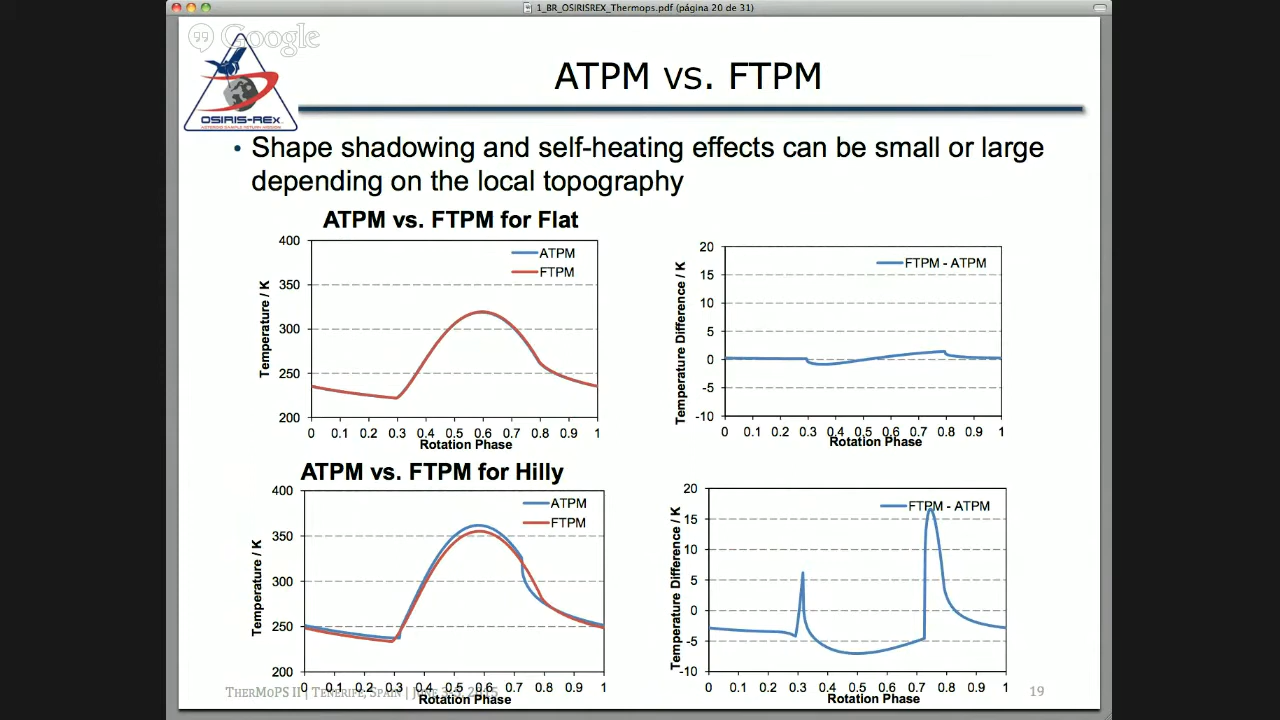 1_BR_OSIRISREX_Thermops.pdf (página 20 de 31)
Google
OSIRIS-REx
ASTEROID SAMPLE RETURN MISSION
ATPM vs. FTPM
• Shape shadowing and self-heating effects can be small or large
depending on the local topography
ATPM vs. FTPM for Flat
400
350
300
250
200
Temperature / K
ATPM
FTPM
0 0.1 0.2 0.3 0.4 0.5 0.6 0.7 0.8 0.9 1
Rotation Phase
20
15
10
5
0
-5
-10
Temperature Difference / K
FTPM - ATPM
0 0.1 0.2 0.3 0.4 0.5 0.6 0.7 0.8 0.9 1
Rotation Phase
ATPM vs. FTPM for Hilly
400
350
300
250
200
Temperature / K
ATPM
FTPM
0 0.1 0.2 0.3 0.4 0.5 0.6 0.7 0.8 0.9 1
Rotation Phase
20
15
10
5
0
-5
-10
Temperature Difference / K
FTPM - ATPM
0 0.1 0.2 0.3 0.4 0.5 0.6 0.7 0.8 0.9 1
Rotation Phase
THERMOPS II | TENERIFE, SPAIN |
19